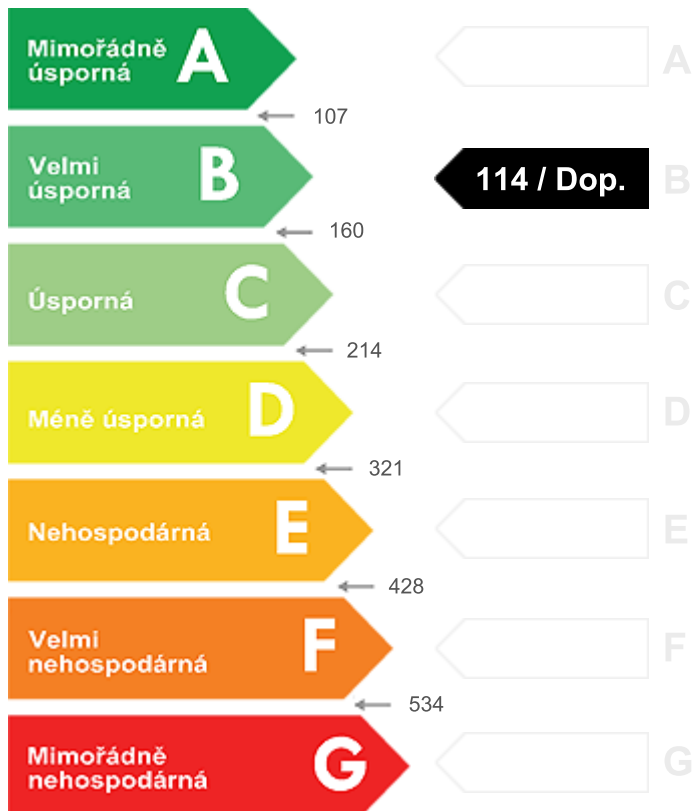 Mimořádně
úsporná
A
A
107
Velmi
úsporná
B
114 / Dop.
B
160
Úsporná
C
C
214
Méně úsporná
D
D
321
Nehospodárná
E
E
428
Velmi
nehospodárná
F
F
534
Mimořádně
nehospodárná
G
G